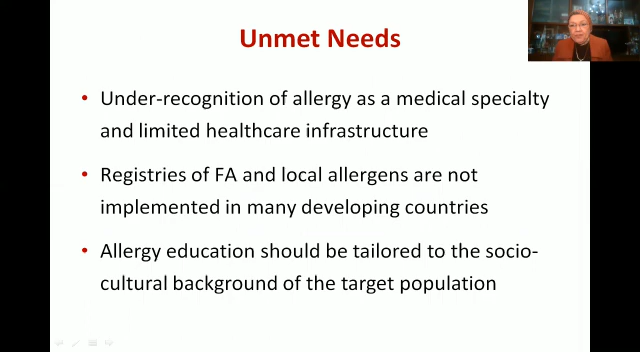 Unmet Needs
• Under-recognition of allergy as a medical specialty
and limited healthcare infrastructure
• Registries of FA and local allergens are not
implemented in many developing countries
• Allergy education should be tailored to the socio-
cultural background of the target population